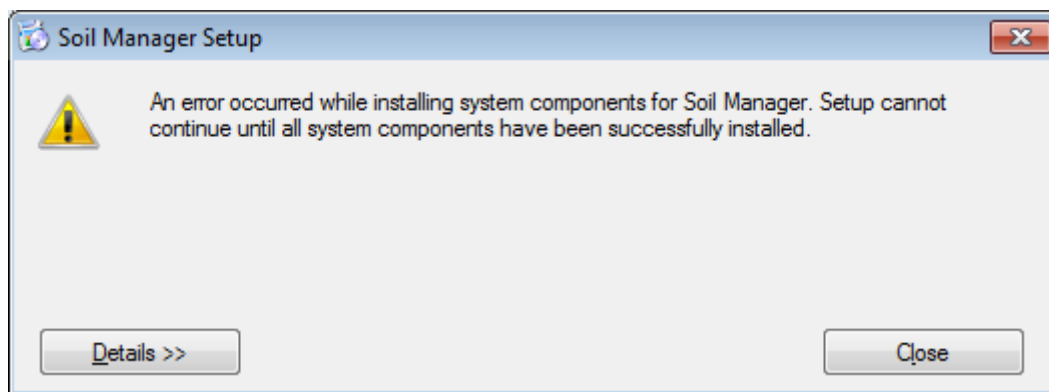 Soil Manager Setup
An error occurred while installing system components for Soil Manager. Setup cannot
continue until all system components have been successfully installed.
Details >>
Close